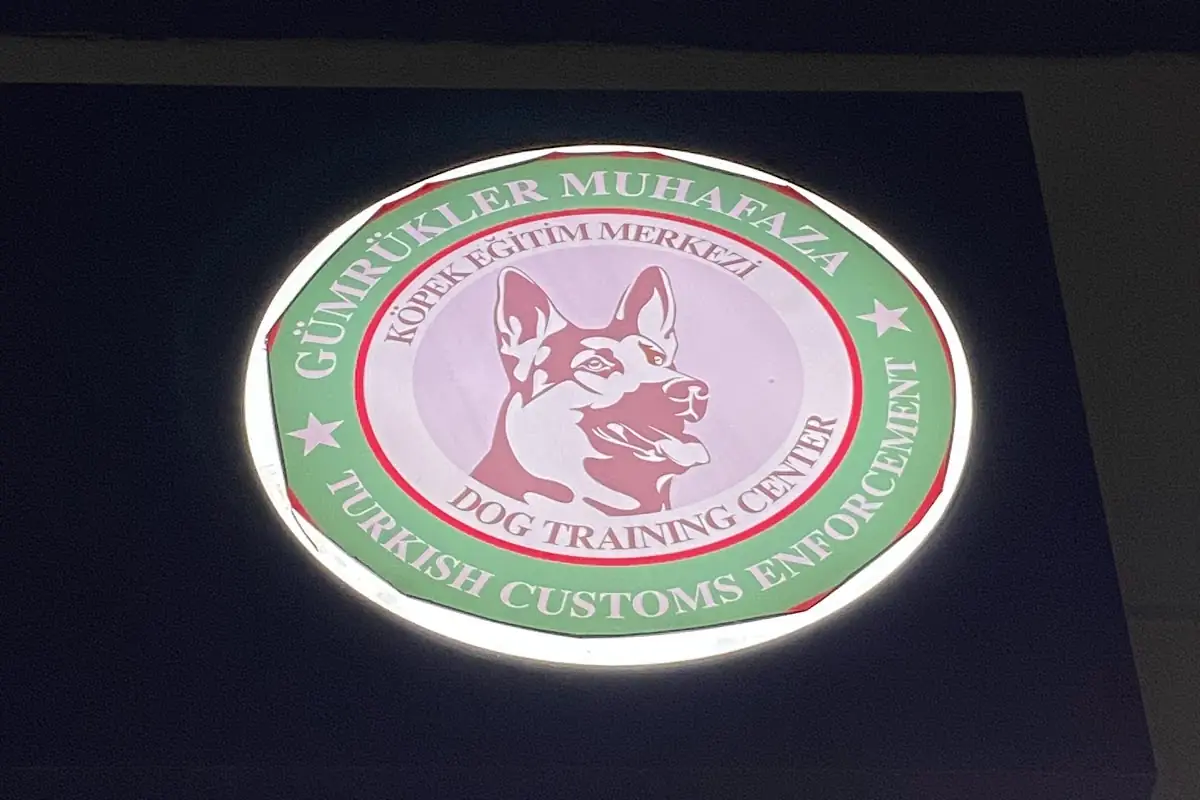 GÜMRÜKLER MUHAFAZA
KÖPEK EĞİTİM MERKEZİ
DOG TRAINING CENTER
TURKISH CUSTOMS ENFORCEMENT